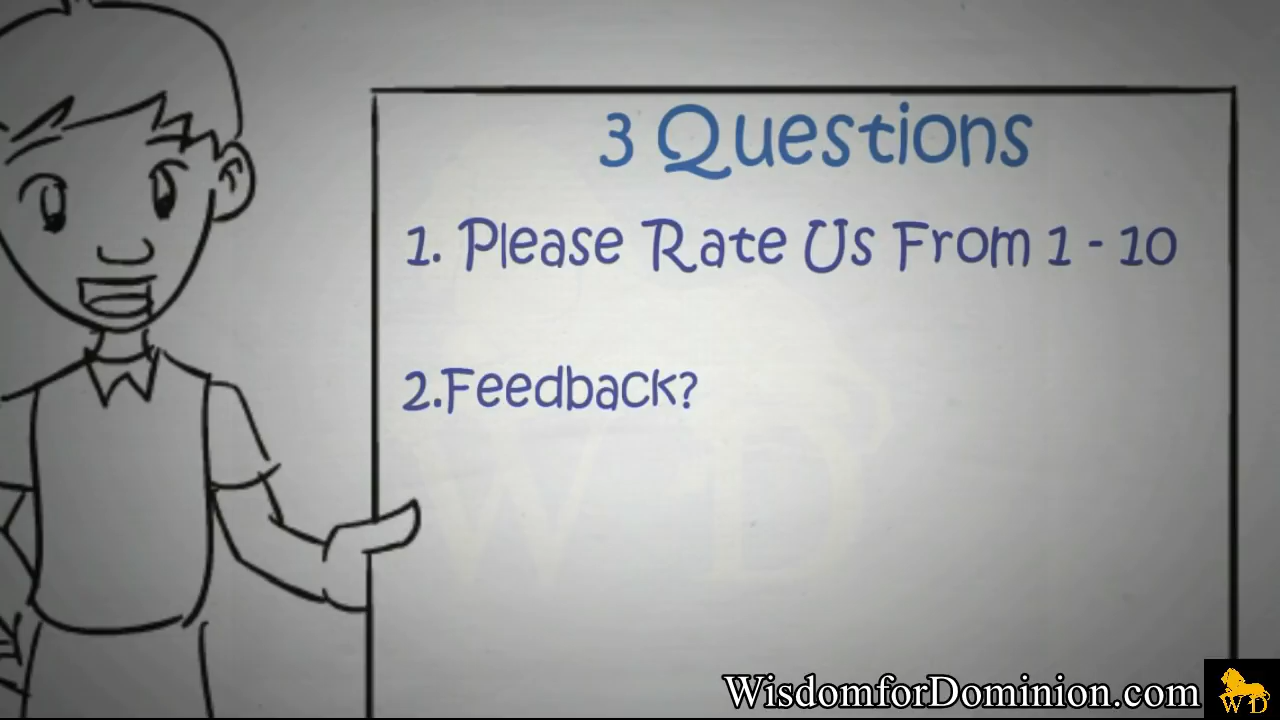 3 Questions
1. Please Rate Us From 1 - 10
2.Feedback?
W D
WisdomforDominion.com
WD